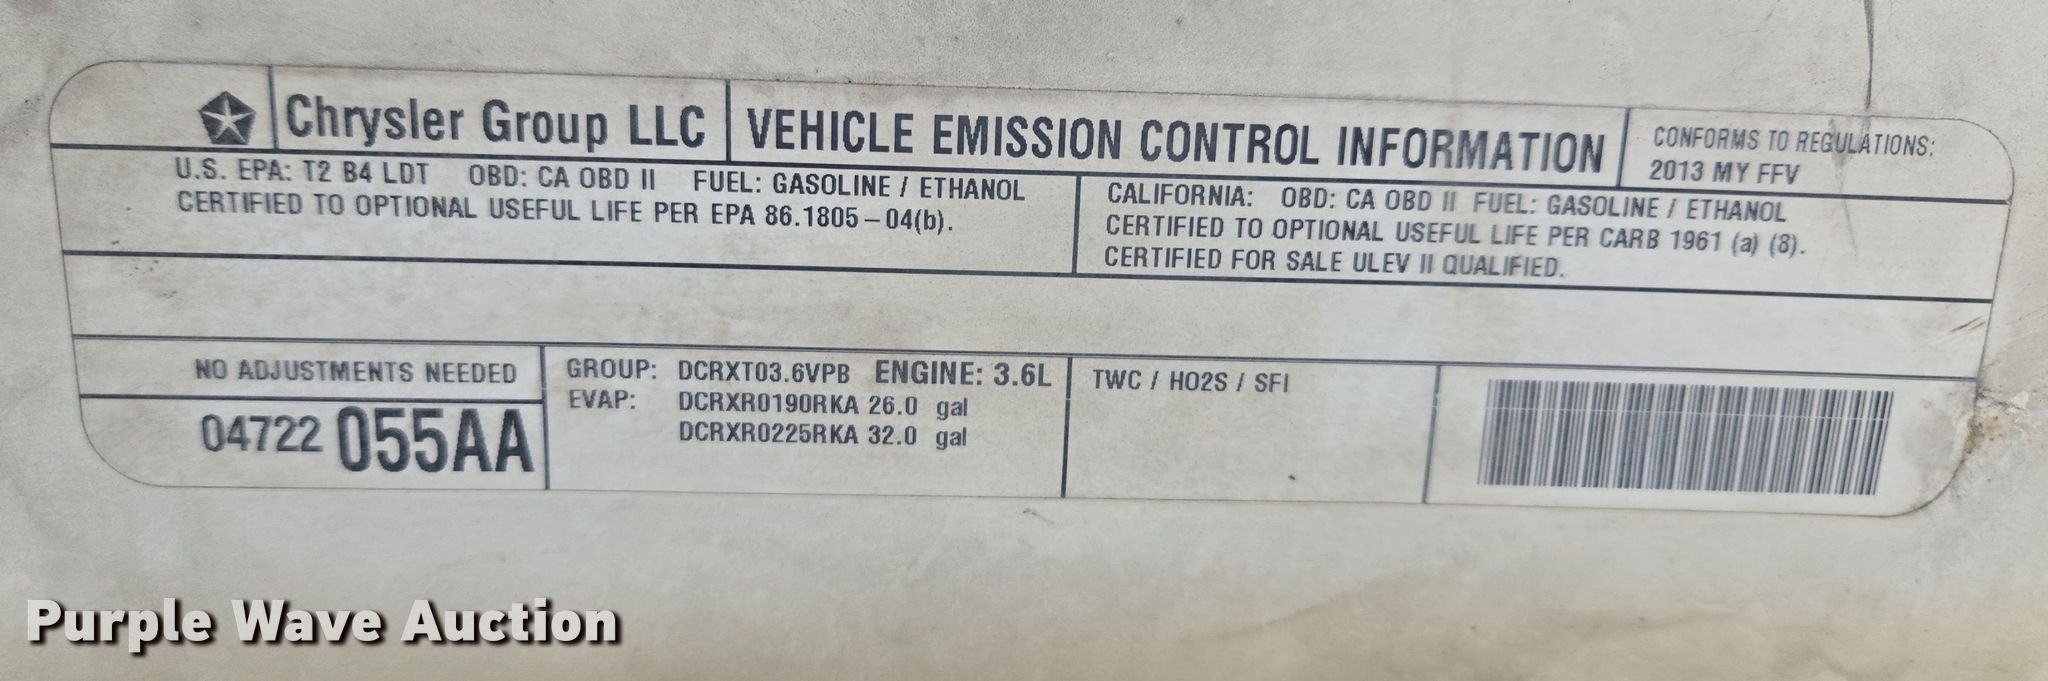 Chrysler Group LLC
VEHICLE EMISSION CONTROL INFORMATION
CONFORMS TO REGULATIONS:
2013 MY FFV
U.S. EPA: T2 B4 LDT OBD: CA OBD II FUEL: GASOLINE / ETHANOL
CERTIFIED TO OPTIONAL USEFUL LIFE PER EPA 86.1805-04(b).
CALIFORNIA: OBD: CA OBD II FUEL: GASOLINE / ETHANOL
CERTIFIED TO OPTIONAL USEFUL LIFE PER CARB 1961 (a) (8).
CERTIFIED FOR SALE ULEV II QUALIFIED.
NO ADJUSTMENTS NEEDED
04722 055AA
GROUP: DCRXT03.6VPB ENGINE: 3.6L
EVAP: DCRXR0190RKA 26.0 gal
DCRXR0225RKA 32.0 gal
TWC / HO2S / SFI
Purple Wave Auction